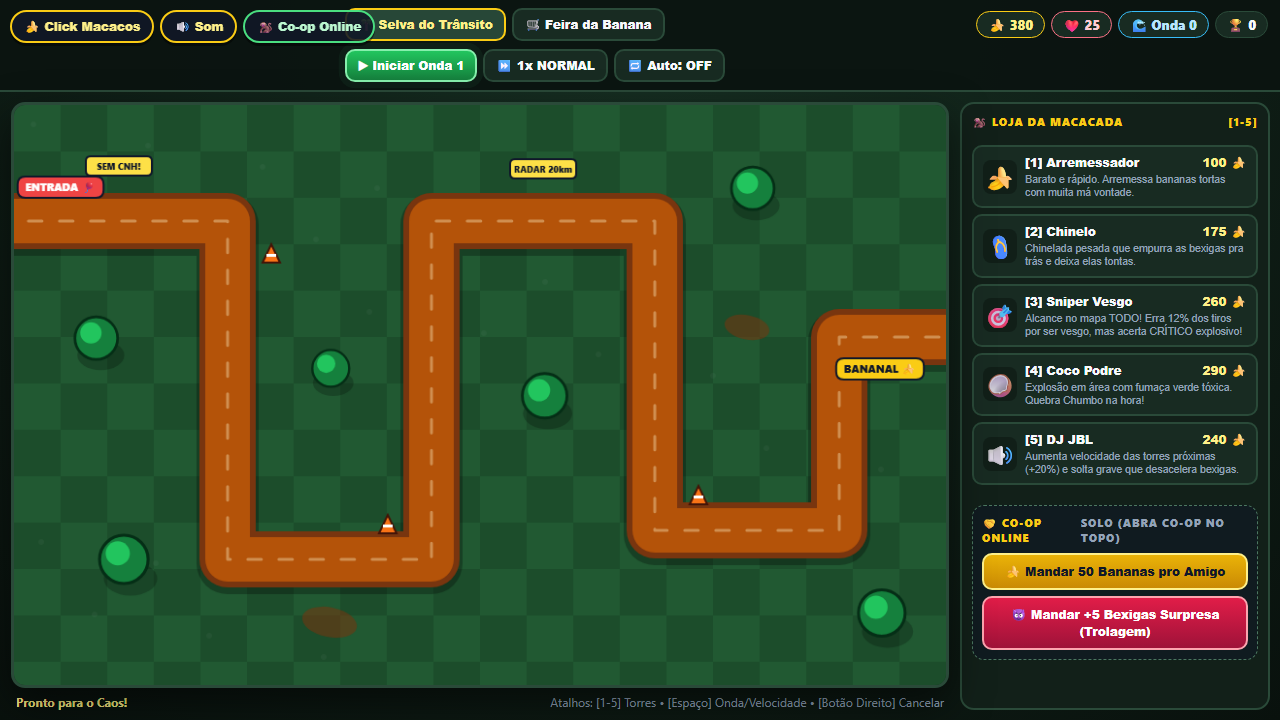 🍌 Click Macacos
🔊 Som
🐒 Co-op Online
Selva do Trânsito
🛒 Feira da Banana
🍌 380
💗 25
🌊 Onda 0
🏆 0
▶ Iniciar Onda 1
⏩ 1x NORMAL
🔁 Auto: OFF
SEM CNH!
ENTRADA
RADAR 20km
BANANAL
🐒 LOJA DA MACACADA
[1-5]
[1] Arremessador
100 🍌
Barato e rápido. Arremessa bananas tortas
com muita má vontade.
[2] Chinelo
175 🍌
Chinelada pesada que empurra as bexigas pra
trás e deixa elas tontas.
[3] Sniper Vesgo
260 🍌
Alcance no mapa TODO! Erra 12% dos tiros
por ser vesgo, mas acerta CRÍTICO explosivo!
[4] Coco Podre
290 🍌
Explosão em área com fumaça verde tóxica.
Quebra Chumbo na hora!
[5] DJ JBL
240 🍌
Aumenta velocidade das torres próximas
(+20%) e solta grave que desacelera bexigas.
🤝 CO-OP
ONLINE
SOLO (ABRA CO-OP NO
TOPO)
🍌 Mandar 50 Bananas pro Amigo
😈 Mandar +5 Bexigas Surpresa
(Trolagem)
Pronto para o Caos!
Atalhos: [1-5] Torres • [Espaço] Onda/Velocidade • [Botão Direito] Cancelar